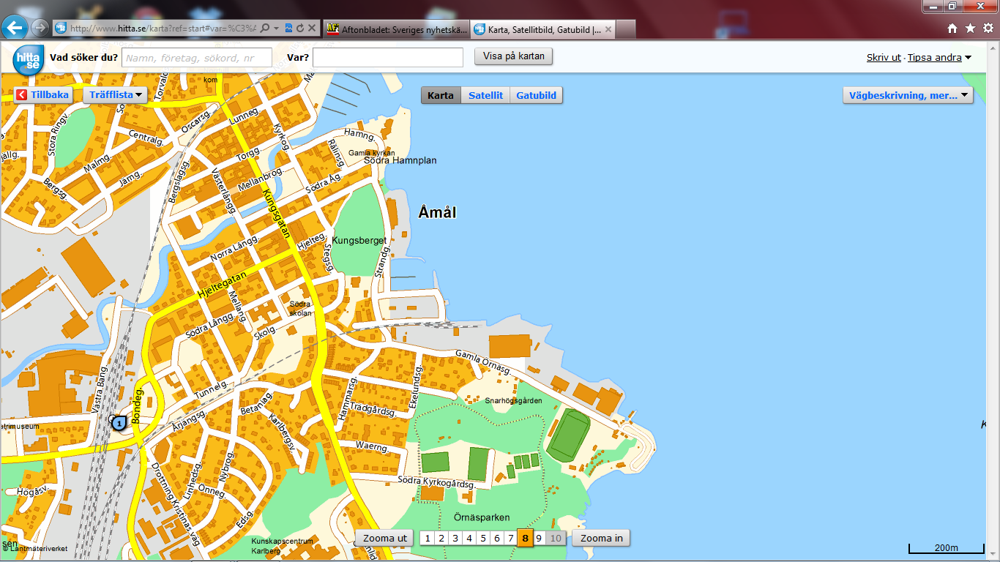 http://www.hitta.se/karta?ref=start#var=%C3%
Aftonbladet: Sveriges nyhetskä...
Karta, Satellitbild, Gatubild |...
hitta.se
Vad söker du?
Namn, företag, sökord, nr
Var?
Visa på kartan
Skriv ut - Tipsa andra
Tillbaka
Träfflista
Karta
Satellit
Gatubild
Vägbeskrivning, mer...
kom
Oscarsg.
Lunneg.
Stora Ringv.
Centralg.
Kyrkog
Hamng.
Rålinsg.
Gamla kyrkan
Södra Hamnplan
Torgg.
Malmg.
Järng.
Bergsg.
Bergslagsg.
Västerlångg.
Mellanbrog.
Södra Åg.
Kungsgatan
Åmål
Kungsberget
Norra Långg.
Hjelteg.
Stegsg.
Strandg.
Hjeltegatan
Mellang.
Södra skolan
Södra Långg.
Skolg.
Gamla Örnäsg.
Västra Bang.
Bondeg.
Tunnelg.
Hammarsg.
Ekelundsg.
Snarhögsgården
Betanlag.
Trädgårdsg.
strimuseum
1
Årjängsg.
Karlbergsv.
Waerng.
Högåsv.
Drottning Kristinas väg
Linhedsg.
Nybrog.
Önneg.
Edsg.
Södra Kyrkogårdsg.
Örnäsparken
Kunskapscentrum
Karlberg
sen
© Lantmäteriverket
Zooma ut
1 2 3 4 5 6 7 8 9 10
Zooma in
200m